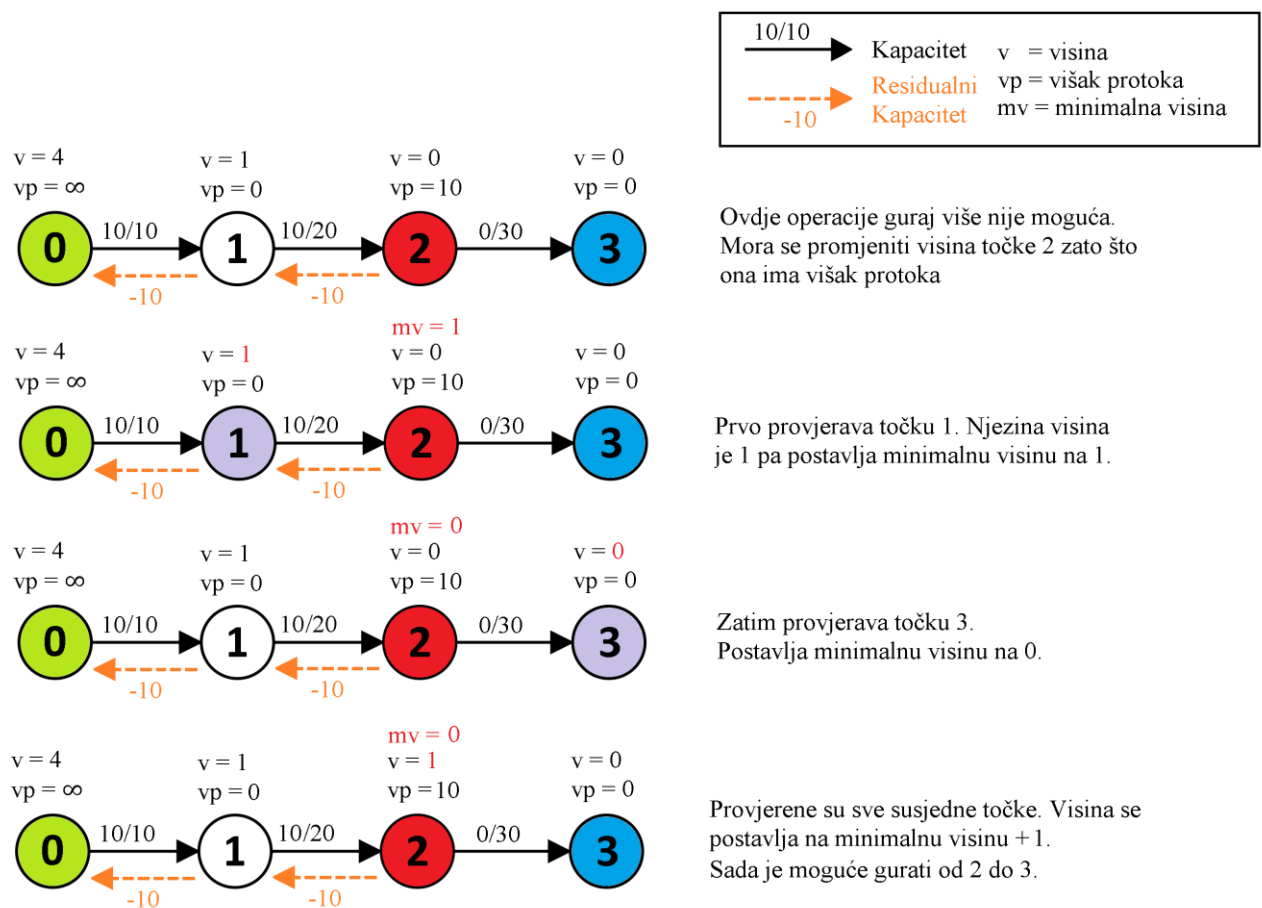 10/10 Kapacitet v = visina
Residualni vp = višak protoka
-10 Kapacitet mv = minimalna visina
v = 4 v = 1 v = 0 v = 0
vp = ∞ vp = 0 vp = 10 vp = 0
0 10/10 1 10/20 2 0/30 3
-10 -10
Ovdje operacije guraj više nije moguća.
Mora se promjeniti visina točke 2 zato što
ona ima višak protoka
mv = 1
v = 4 v = 1 v = 0 v = 0
vp = ∞ vp = 0 vp = 10 vp = 0
0 10/10 1 10/20 2 0/30 3
-10 -10
Prvo provjerava točku 1. Njezina visina
je 1 pa postavlja minimalnu visinu na 1.
mv = 0
v = 4 v = 1 v = 0 v = 0
vp = ∞ vp = 0 vp = 10 vp = 0
0 10/10 1 10/20 2 0/30 3
-10 -10
Zatim provjerava točku 3.
Postavlja minimalnu visinu na 0.
mv = 0
v = 4 v = 1 v = 1 v = 0
vp = ∞ vp = 0 vp = 10 vp = 0
0 10/10 1 10/20 2 0/30 3
-10 -10
Provjerene su sve susjedne točke. Visina se
postavlja na minimalnu visinu +1.
Sada je moguće gurati od 2 do 3.